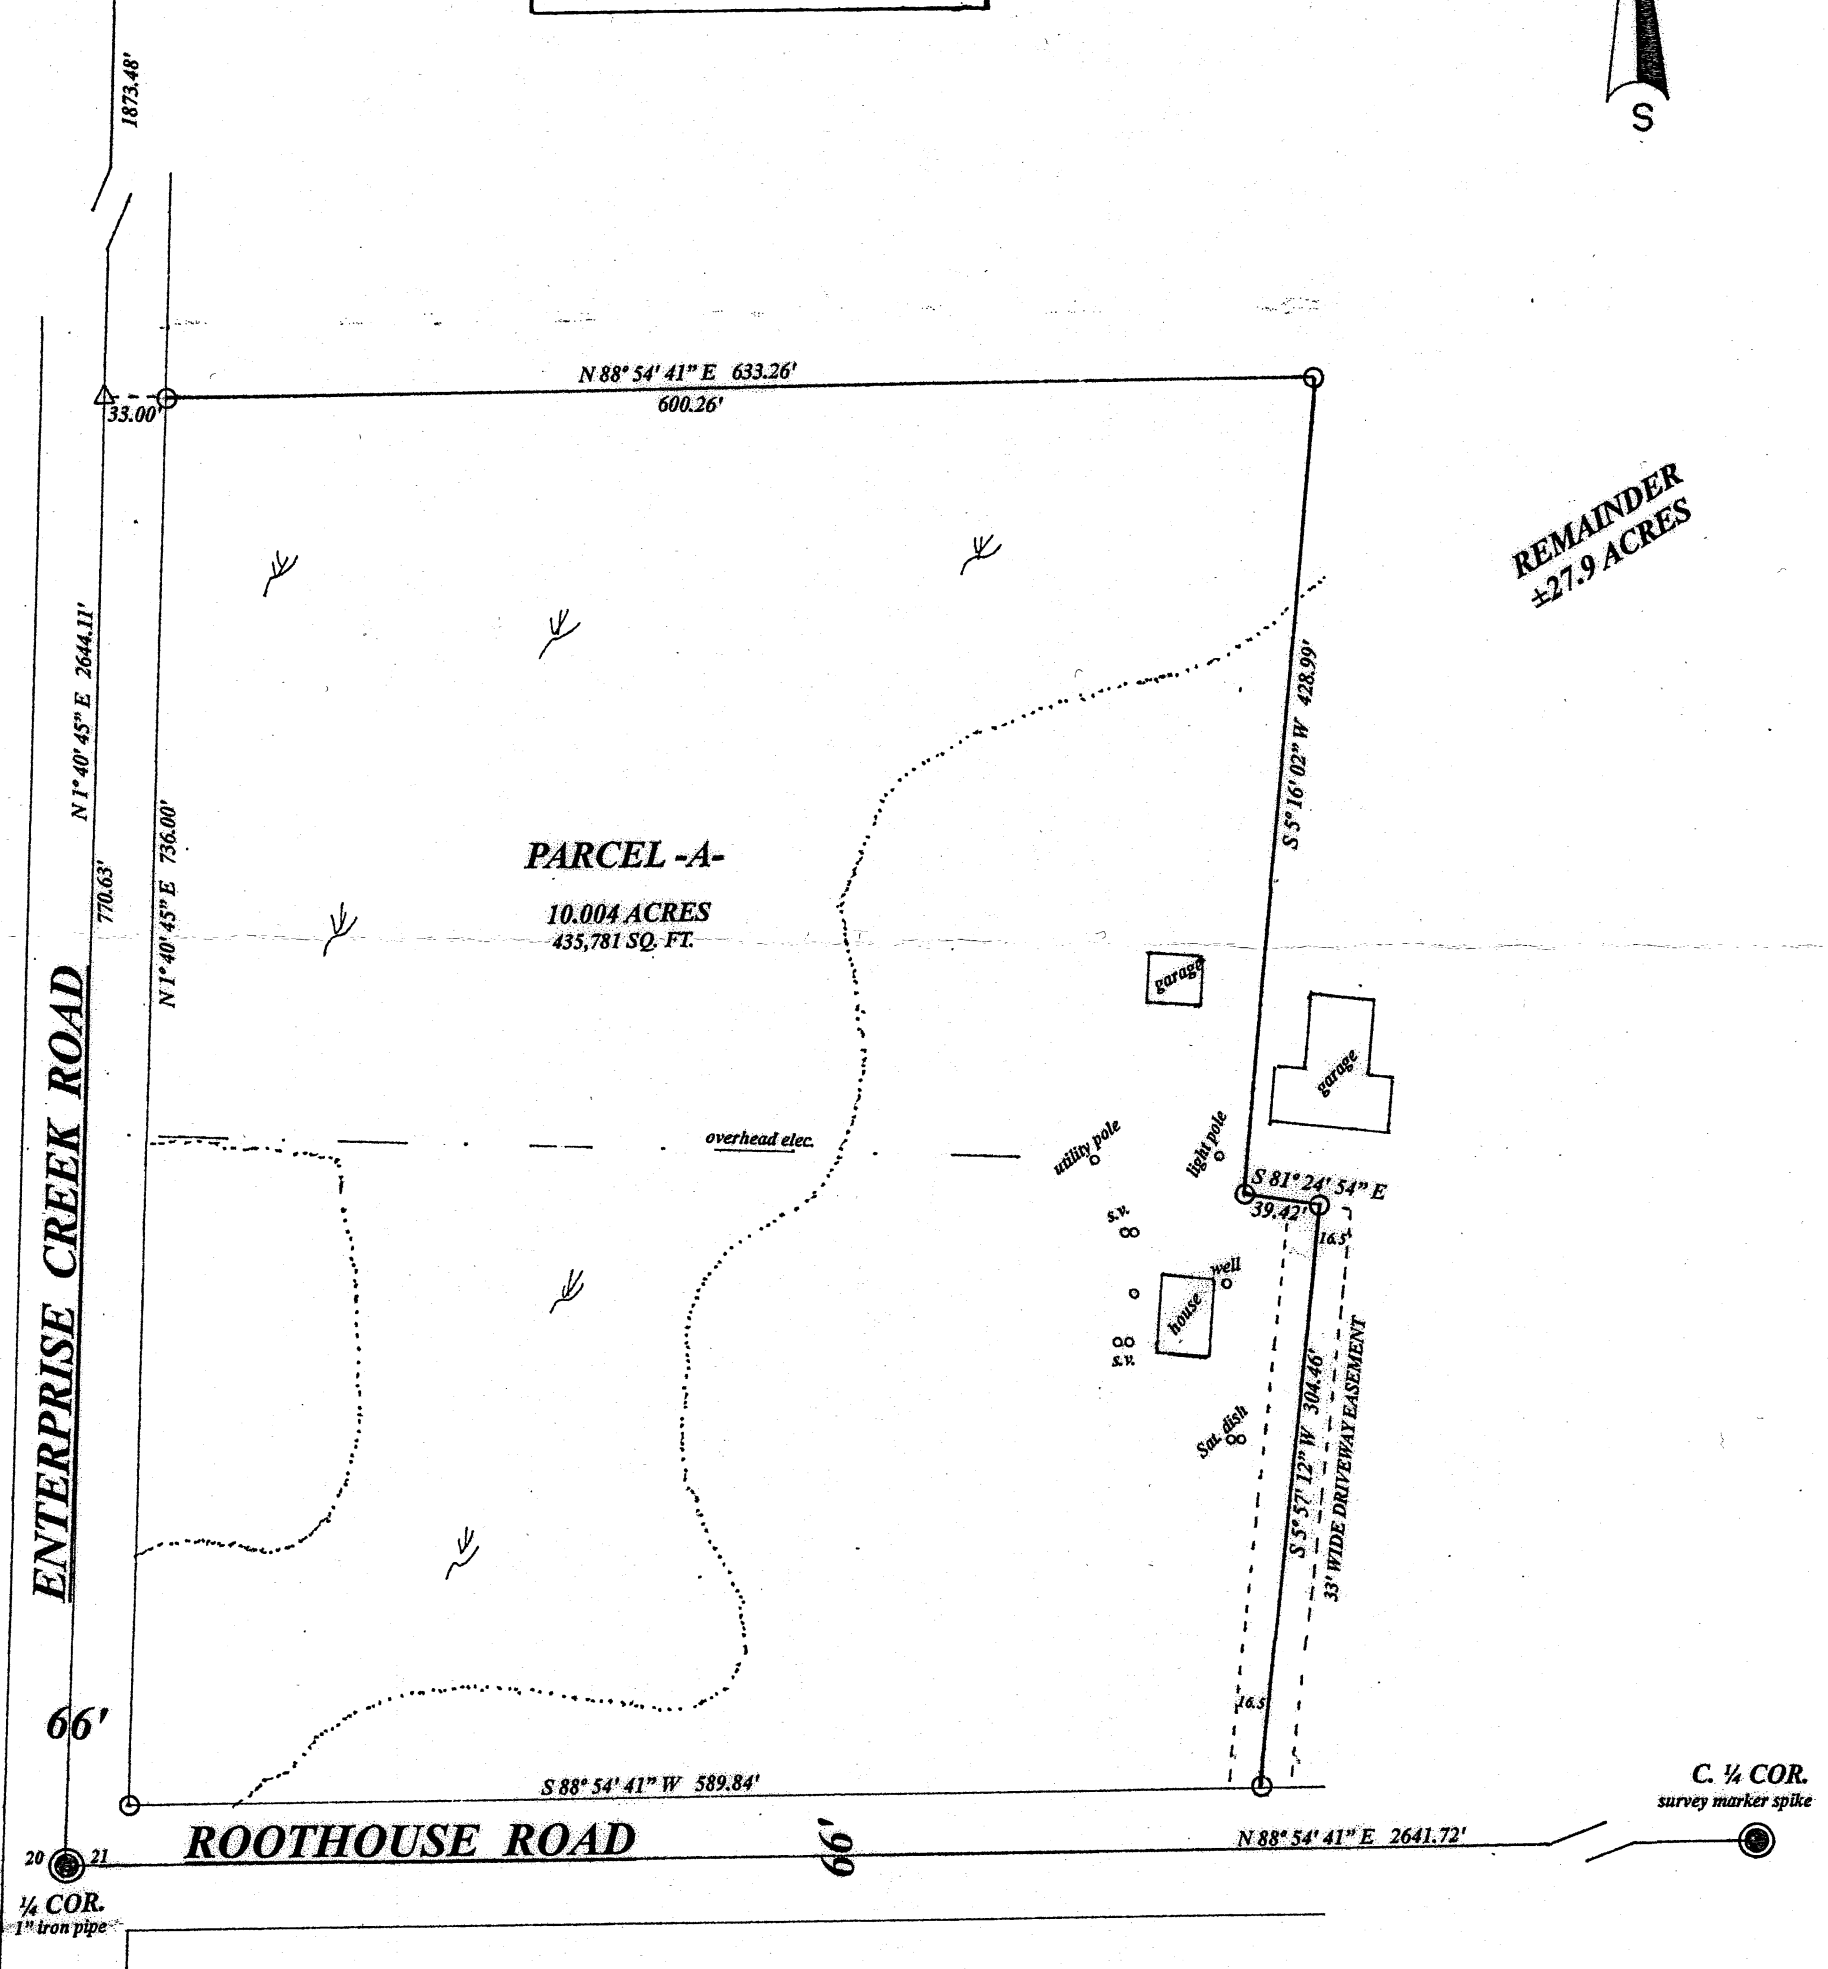 1873.48'
S
N 88° 54' 41" E 633.26'
33.00'
600.26'
REMAINDER
±27.9 ACRES
N 1° 40' 45" E 2644.11'
S 5° 16' 02" W 428.99'
770.63'
N 1° 40' 45" E 736.00'
PARCEL -A-
10.004 ACRES
435,781 SQ. FT.
garage
garage
ENTERPRISE CREEK ROAD
overhead elec.
utility pole
light pole
S 81° 24' 54" E
39.42'
s.v.
16.5'
well
house
s.v.
Sat. dish
S 5° 57' 12" W 304.46'
33' WIDE DRIVEWAY EASEMENT
16.5
66'
S 88° 54' 41" W 589.84'
C. ¼ COR.
survey marker spike
ROOTHOUSE ROAD
66'
N 88° 54' 41" E 2641.72'
20
21
¼ COR.
1" iron pipe